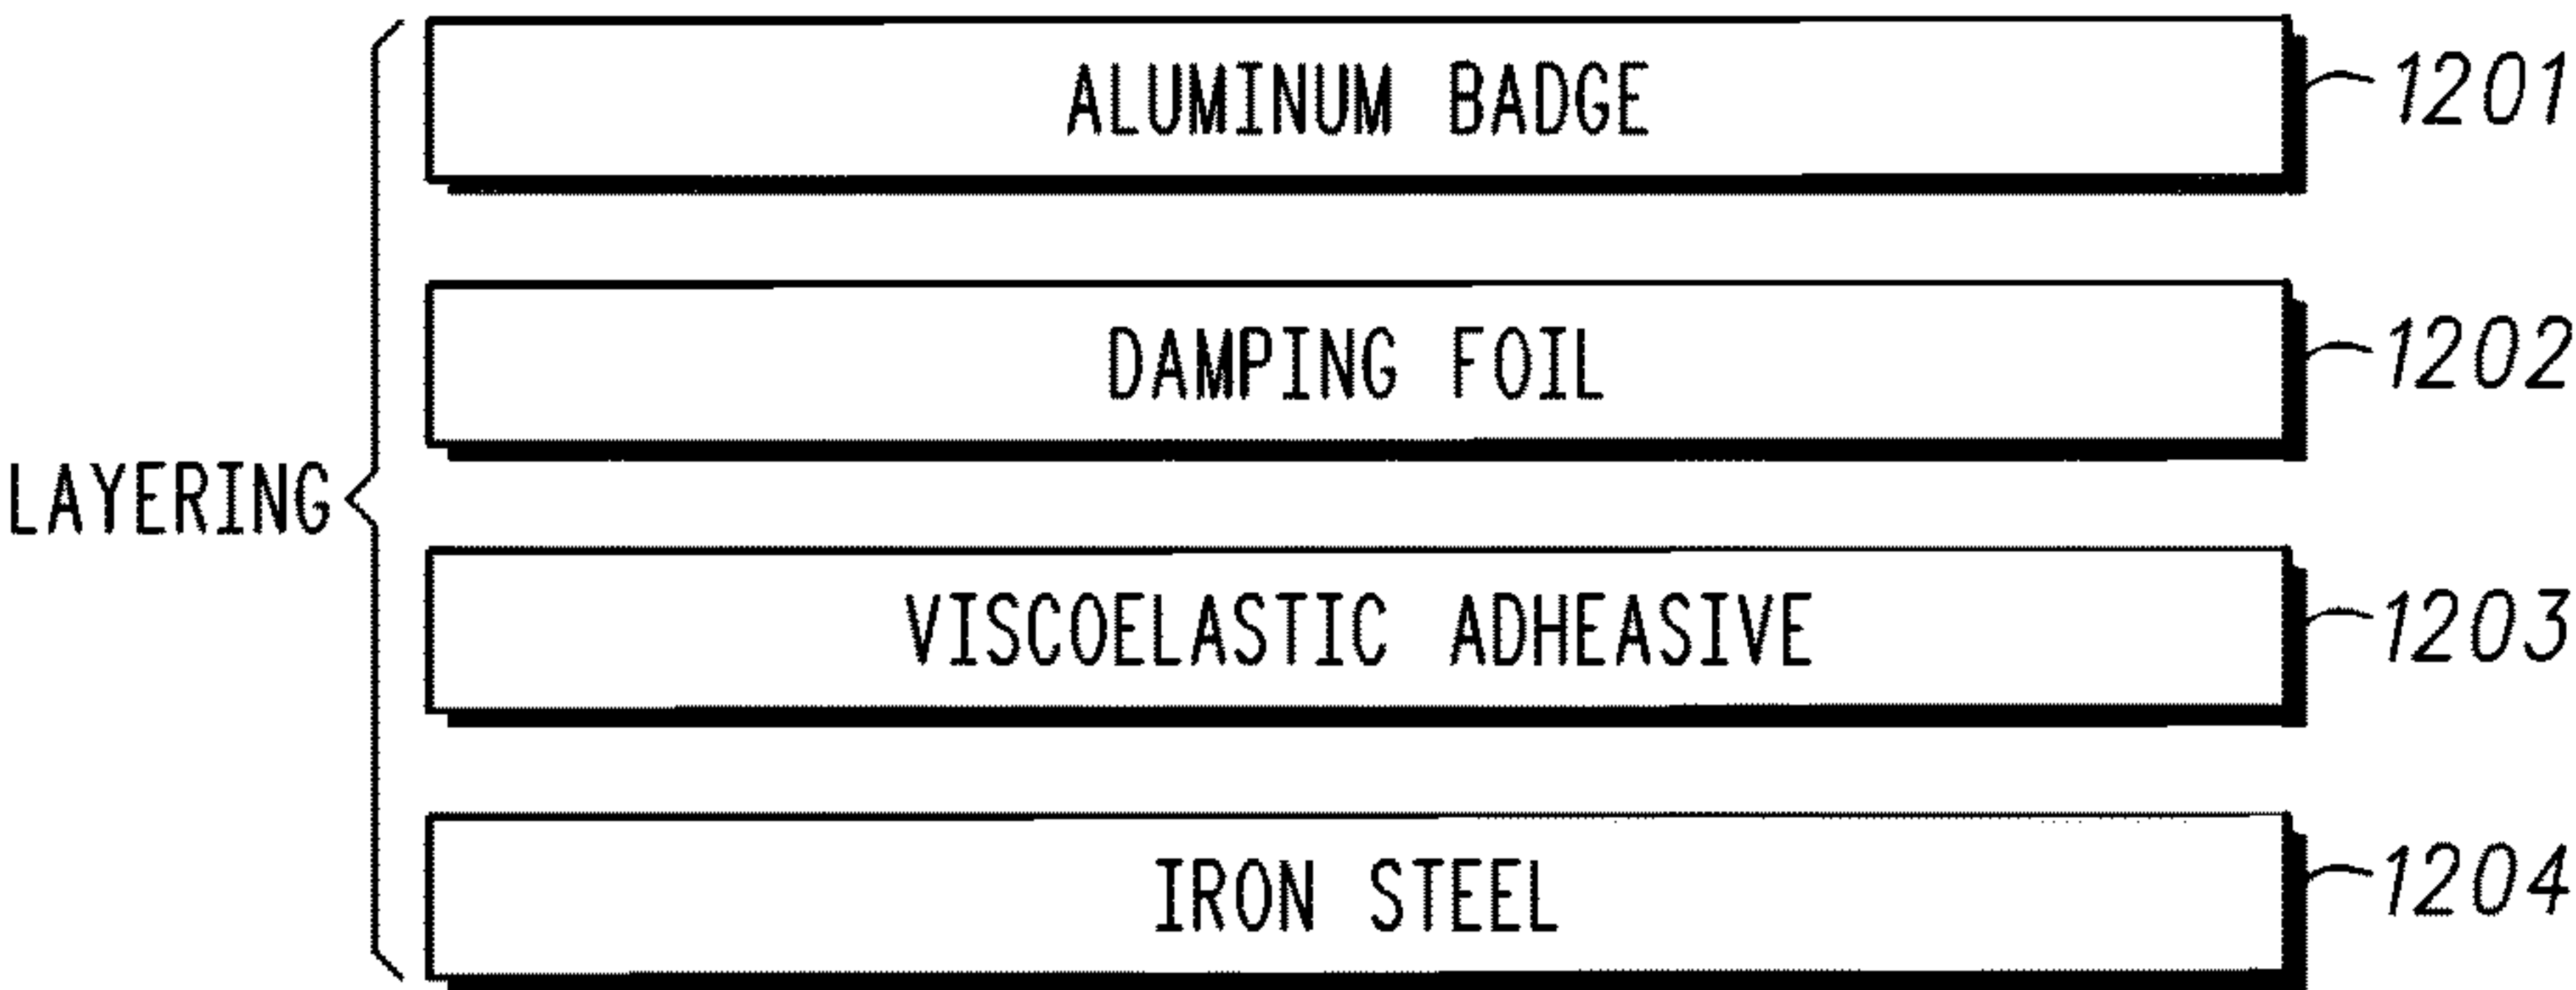 ALUMINUM BADGE 1201
DAMPING FOIL 1202
LAYERING
VISCOELASTIC ADHEASIVE 1203
IRON STEEL 1204